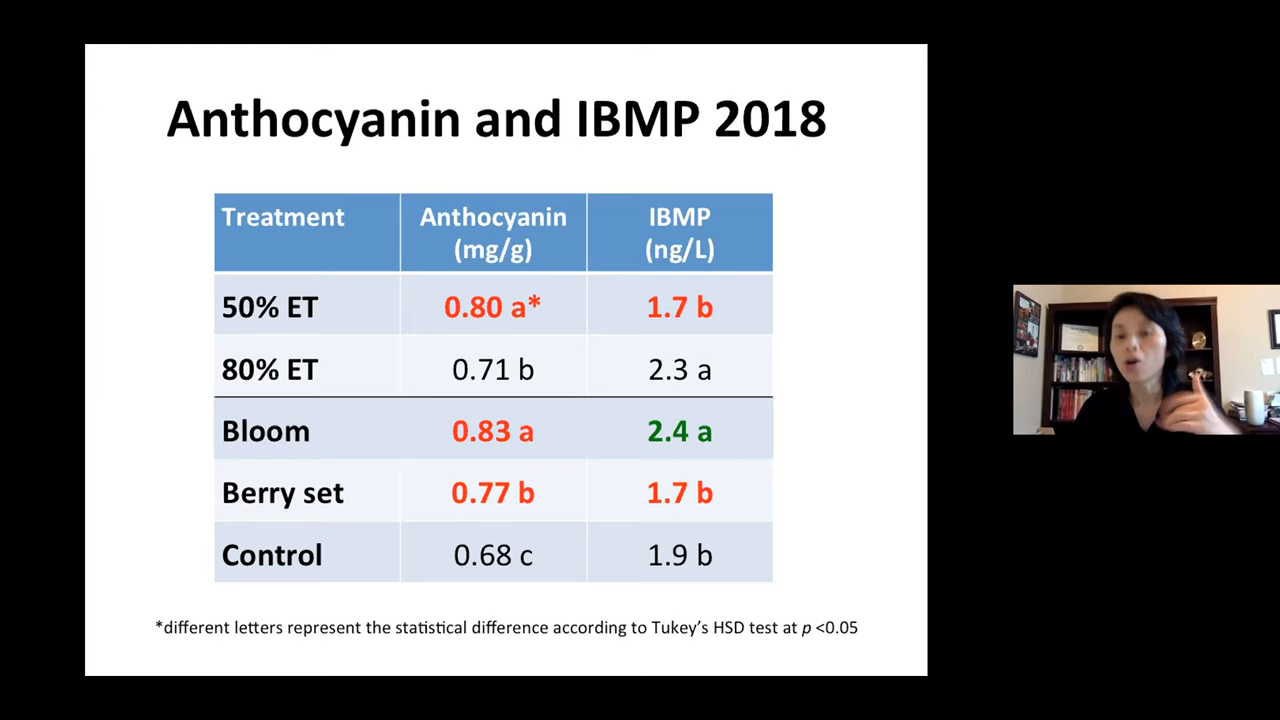 Anthocyanin and IBMP 2018
Treatment Anthocyanin (mg/g) IBMP (ng/L)
50% ET 0.80 a* 1.7 b
80% ET 0.71 b 2.3 a
Bloom 0.83 a 2.4 a
Berry set 0.77 b 1.7 b
Control 0.68 c 1.9 b
*different letters represent the statistical difference according to Tukey’s HSD test at p <0.05